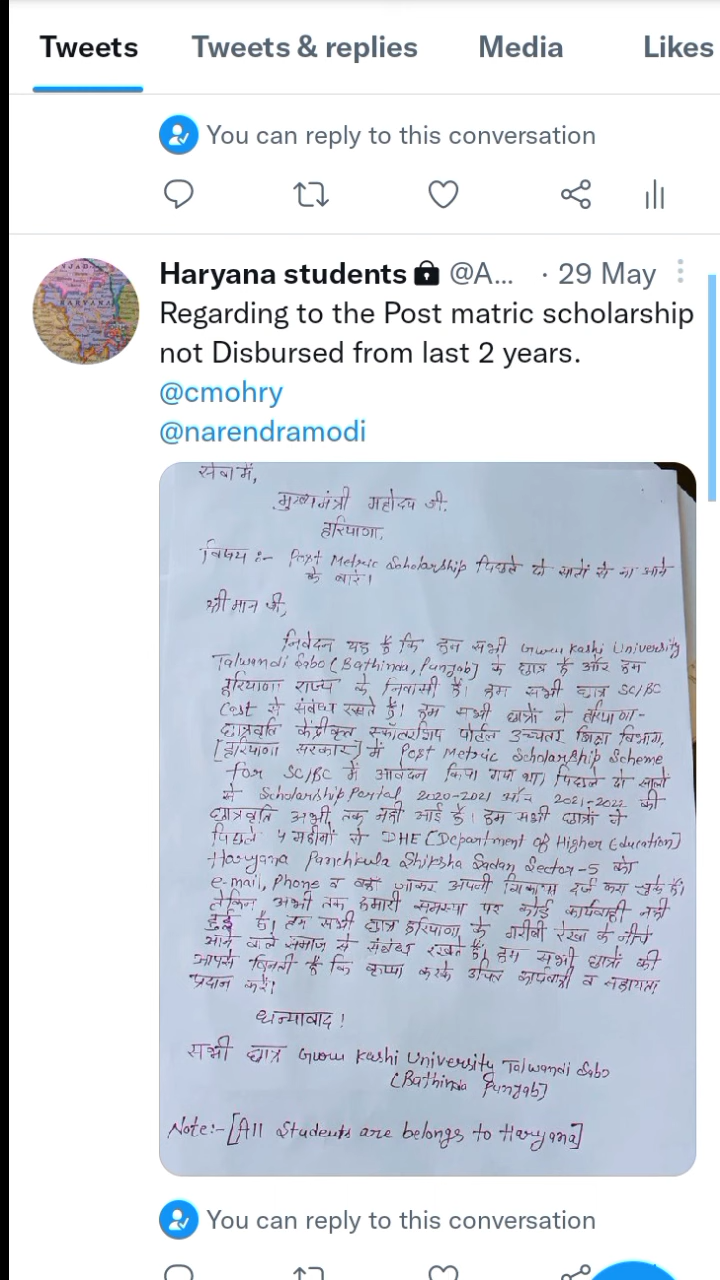 Tweets Tweets & replies Media Likes
You can reply to this conversation
Haryana students @A... · 29 May
Regarding to the Post matric scholarship
not Disbursed from last 2 years.
@cmohry
@narendramodi
सेवा में,
मुख्यमंत्री महोदय जी,
हरियाणा,
विषय :- Post Metric Scholarship पिछले दो सालों से ना आने
के बारे।
श्री मान जी,
निवेदन यह है कि हम सभी Guru Kashi University
Talwandi Sabo (Bathinda, Punjab] के छात्र है और हम
हरियाणा राज्य के निवासी है। हम सभी छात्र SC/BC
Cast से संबंध रखते है। हम सभी छात्रों ने हरियाणा-
छात्रवृति केंद्रीकृत स्कॉलरशिप पोर्टल उच्चतर शिक्षा विभाग,
[हरियाणा सरकार] में Post Metric Scholarship Scheme
for SC/BC में आवेदन किया गया था, पिछले दो सालों
से Scholarship Portal 2020-2021 और 2021-2022 की
छात्रवृति अभी तक नही आई है। हम सभी छात्रों ने
पिछले 4 महीनों से DHE [Department of Higher Education]
Haryana Panchkula Shiksha Sadan Sector-5 को
e-mail, Phone व वहाँ जाकर अपनी शिकायत दर्ज करा चुके है।
लेकिन अभी तक हमारी समस्या पर कोई कार्यवाही नही
हुई है। हम सभी छात्र हरियाणा के गरीबी रेखा के नीचे
आने वाले समाज से संबंध रखते है। हम सभी छात्रों की
आपसे विनती है कि कृप्या करके उचित कार्यवाही व सहायता
प्रदान करें।
धन्यावाद !
सभी छात्र Guru Kashi University Talwandi Sabo
(Bathinda Punjab]
Note:- [All Students are belongs to Haryana]
You can reply to this conversation